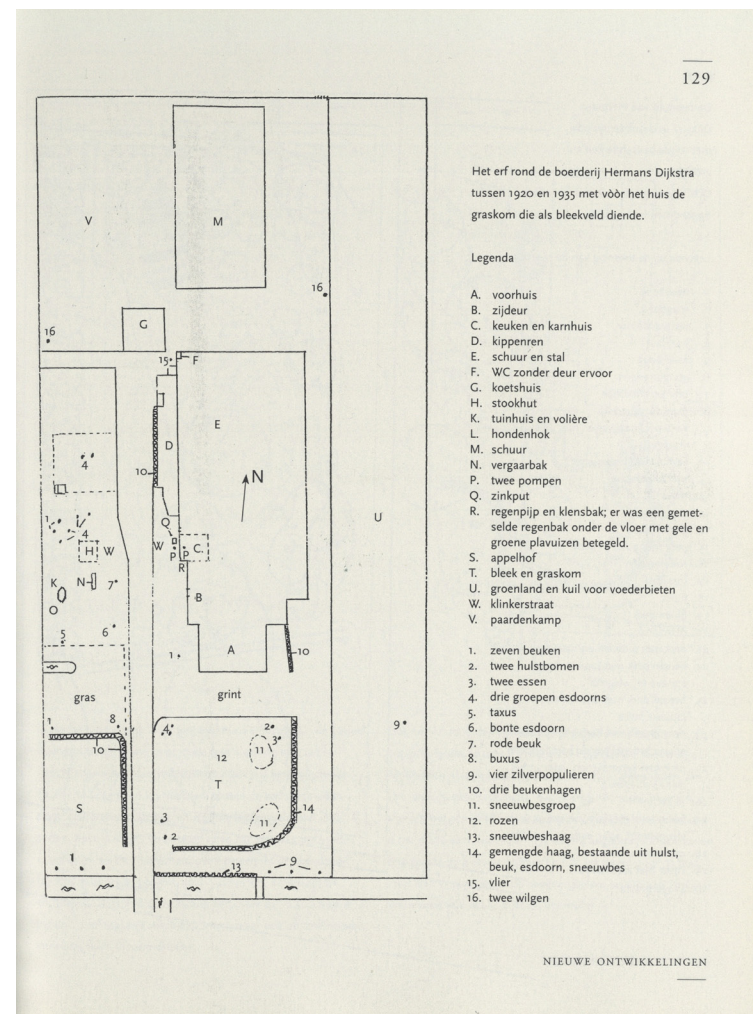 129
Het erf rond de boerderij Hermans Dijkstra
tussen 1920 en 1935 met vòòr het huis de
graskom die als bleekveld diende.
Legenda
A. voorhuis
B. zijdeur
C. keuken en karnhuis
D. kippenren
E. schuur en stal
F. WC zonder deur ervoor
G. koetshuis
H. stookhut
K. tuinhuis en volière
L. hondenhok
M. schuur
N. vergaarbak
P. twee pompen
Q. zinkput
R. regenpijp en klensbak; er was een gemet-
selde regenbak onder de vloer met gele en
groene plavuizen betegeld.
S. appelhof
T. bleek en graskom
U. groenland en kuil voor voederbieten
W. klinkerstraat
V. paardenkamp
1. zeven beuken
2. twee hulstbomen
3. twee essen
4. drie groepen esdoorns
5. taxus
6. bonte esdoorn
7. rode beuk
8. buxus
9. vier zilverpopulieren
10. drie beukenhagen
11. sneeuwbesgroep
12. rozen
13. sneeuwbeshaag
14. gemengde haag, bestaande uit hulst,
beuk, esdoorn, sneeuwbes
15. vlier
16. twee wilgen
V
M
16
16
G
15
F
E
4
D
10
N
U
1
4
Q
H
W
W
P
P
C
R
K
N
7
B
O
5
6
1
A
10
gras
grint
1
8
4
2
3
9
10
12
11
T
S
14
3
11
2
1
13
9
NIEUWE ONTWIKKELINGEN